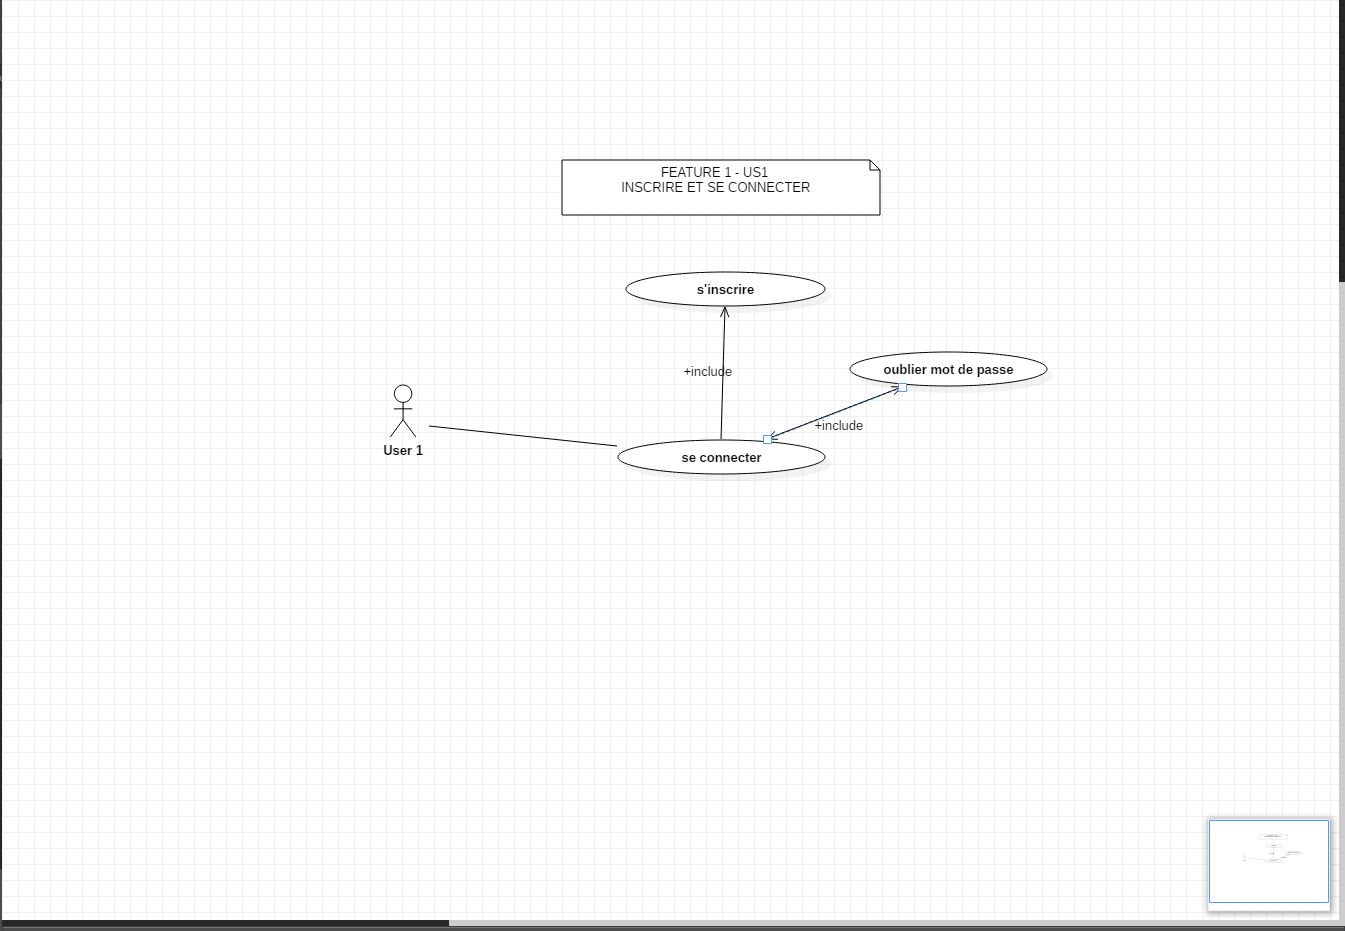 FEATURE 1 - US1
INSCRIRE ET SE CONNECTER
s'inscrire
+include
oublier mot de passe
+include
User 1
se connecter